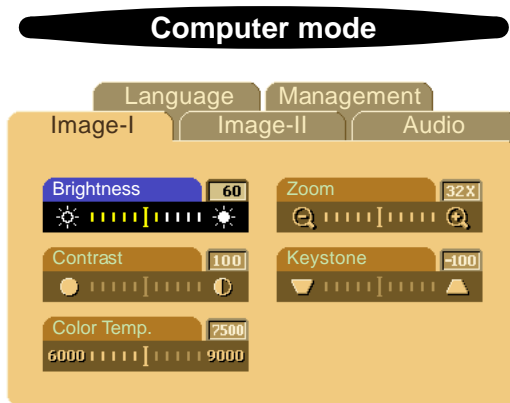 Computer mode
Language Management
Image-I Image-II Audio
Brightness 60 Zoom 32X
Contrast 100 Keystone -100
Color Temp. 7500
6000 9000